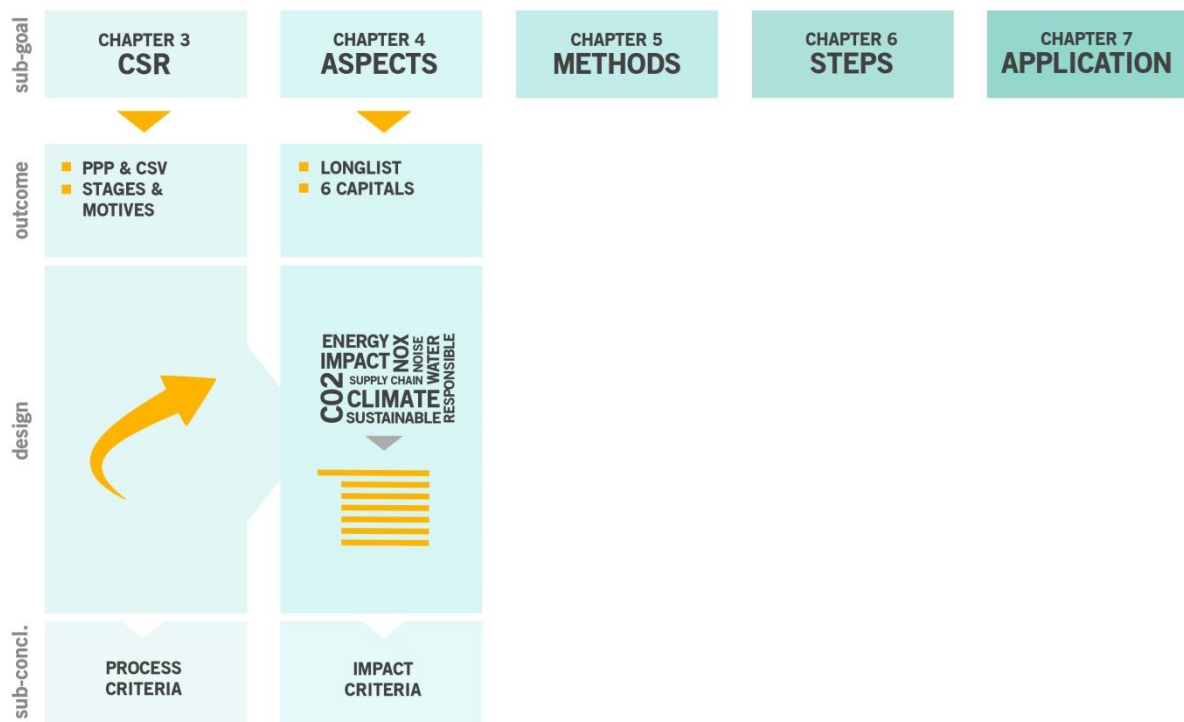 sub-goal
CHAPTER 3
CSR
CHAPTER 4
ASPECTS
CHAPTER 5
METHODS
CHAPTER 6
STEPS
CHAPTER 7
APPLICATION
outcome
PPP & CSV
STAGES &
MOTIVES
LONGLIST
6 CAPITALS
design
ENERGY
IMPACT
NOX
NOISE
WATER
RESPONSIBLE
CO2
SUPPLY CHAIN
CLIMATE
SUSTAINABLE
sub-concl.
PROCESS
CRITERIA
IMPACT
CRITERIA